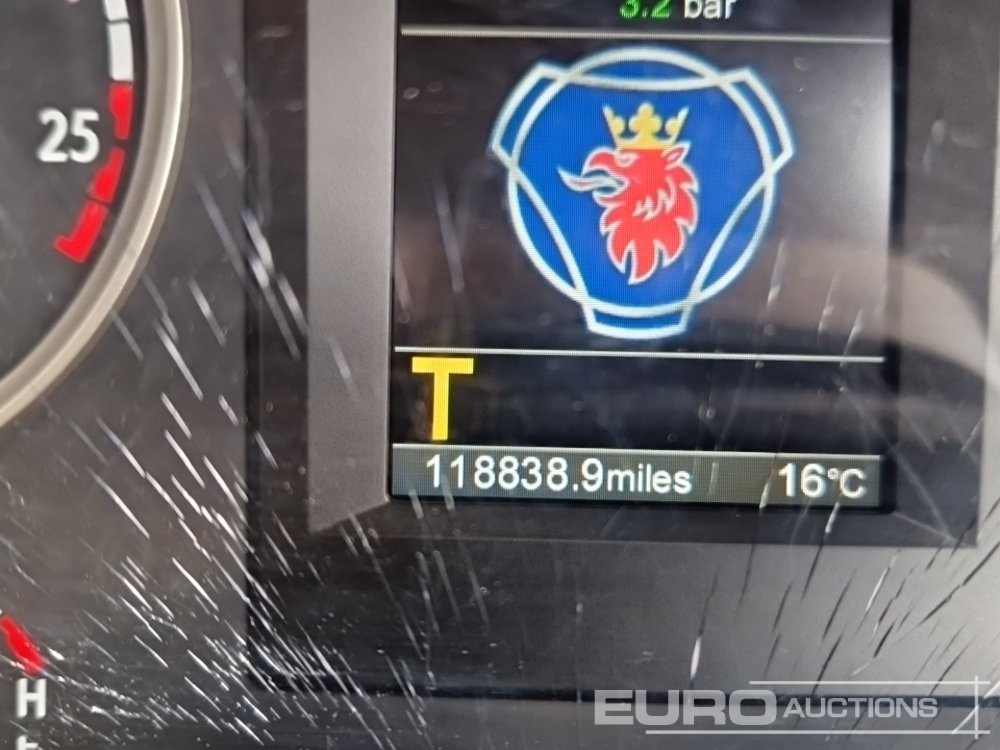 3.2 bar
25
T
118838.9miles 16°C
H
EURO AUCTIONS